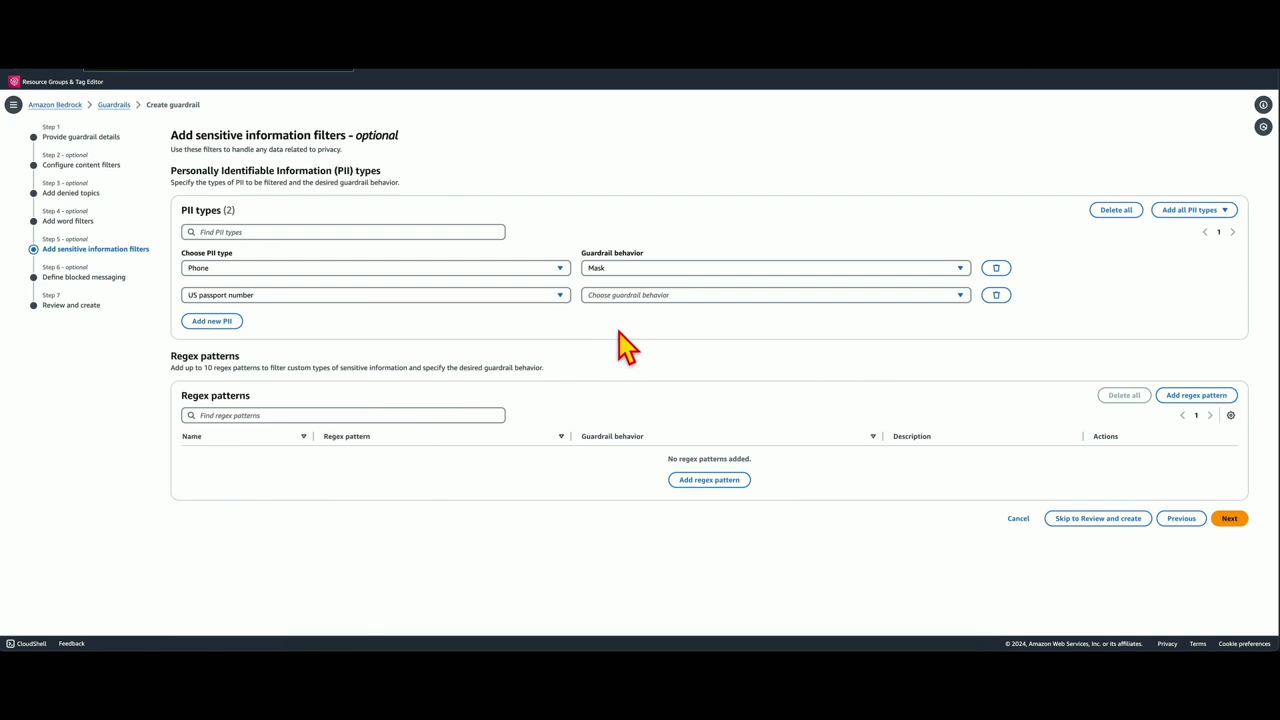 Resource Groups & Tag Editor
Amazon Bedrock > Guardrails > Create guardrail
Step 1
Provide guardrail details
Step 2 - optional
Configure content filters
Step 3 - optional
Add denied topics
Step 4 - optional
Add word filters
Step 5 - optional
Add sensitive information filters
Step 6 - optional
Define blocked messaging
Step 7
Review and create
Add sensitive information filters - optional
Use these filters to handle any data related to privacy.
Personally Identifiable Information (PII) types
Specify the types of PII to be filtered and the desired guardrail behavior.
PII types (2)
Delete all
Add all PII types
Find PII types
1
Choose PII type
Guardrail behavior
Phone
Mask
US passport number
Choose guardrail behavior
Add new PII
Regex patterns
Add up to 10 regex patterns to filter custom types of sensitive information and specify the desired guardrail behavior.
Regex patterns
Delete all
Add regex pattern
Find regex patterns
1
Name
Regex pattern
Guardrail behavior
Description
Actions
No regex patterns added.
Add regex pattern
Cancel
Skip to Review and create
Previous
Next
CloudShell
Feedback
© 2024, Amazon Web Services, Inc. or its affiliates.
Privacy
Terms
Cookie preferences